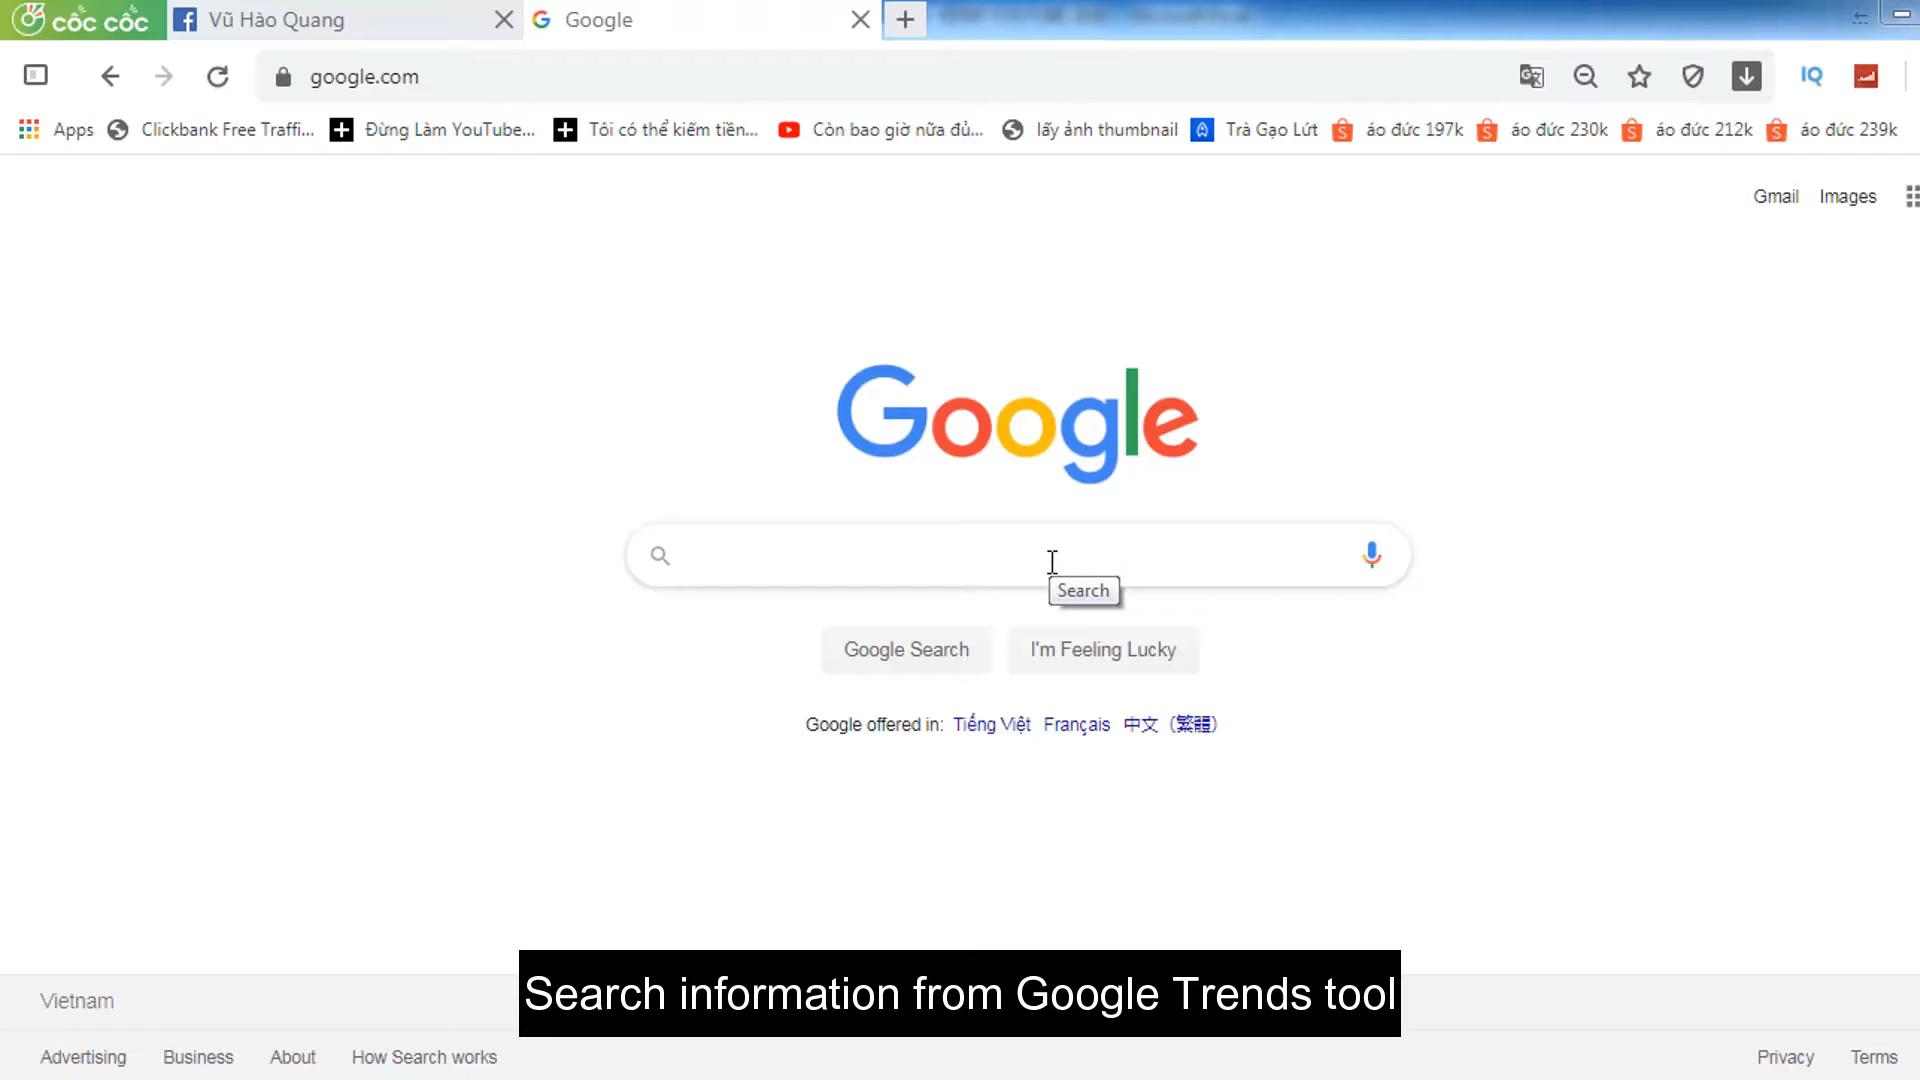 cốc cốc
Vũ Hào Quang
Google
google.com
IQ
Apps
Clickbank Free Traffi...
Đừng Làm YouTube...
Tôi có thể kiếm tiền...
Còn bao giờ nữa đủ...
lấy ảnh thumbnail
Trà Gạo Lứt
áo đức 197k
áo đức 230k
áo đức 212k
áo đức 239k
Gmail Images
Google
Search
Google Search
I'm Feeling Lucky
Google offered in: Tiếng Việt Français 中文 (繁體)
Search information from Google Trends tool
Vietnam
Advertising Business About How Search works
Privacy Terms